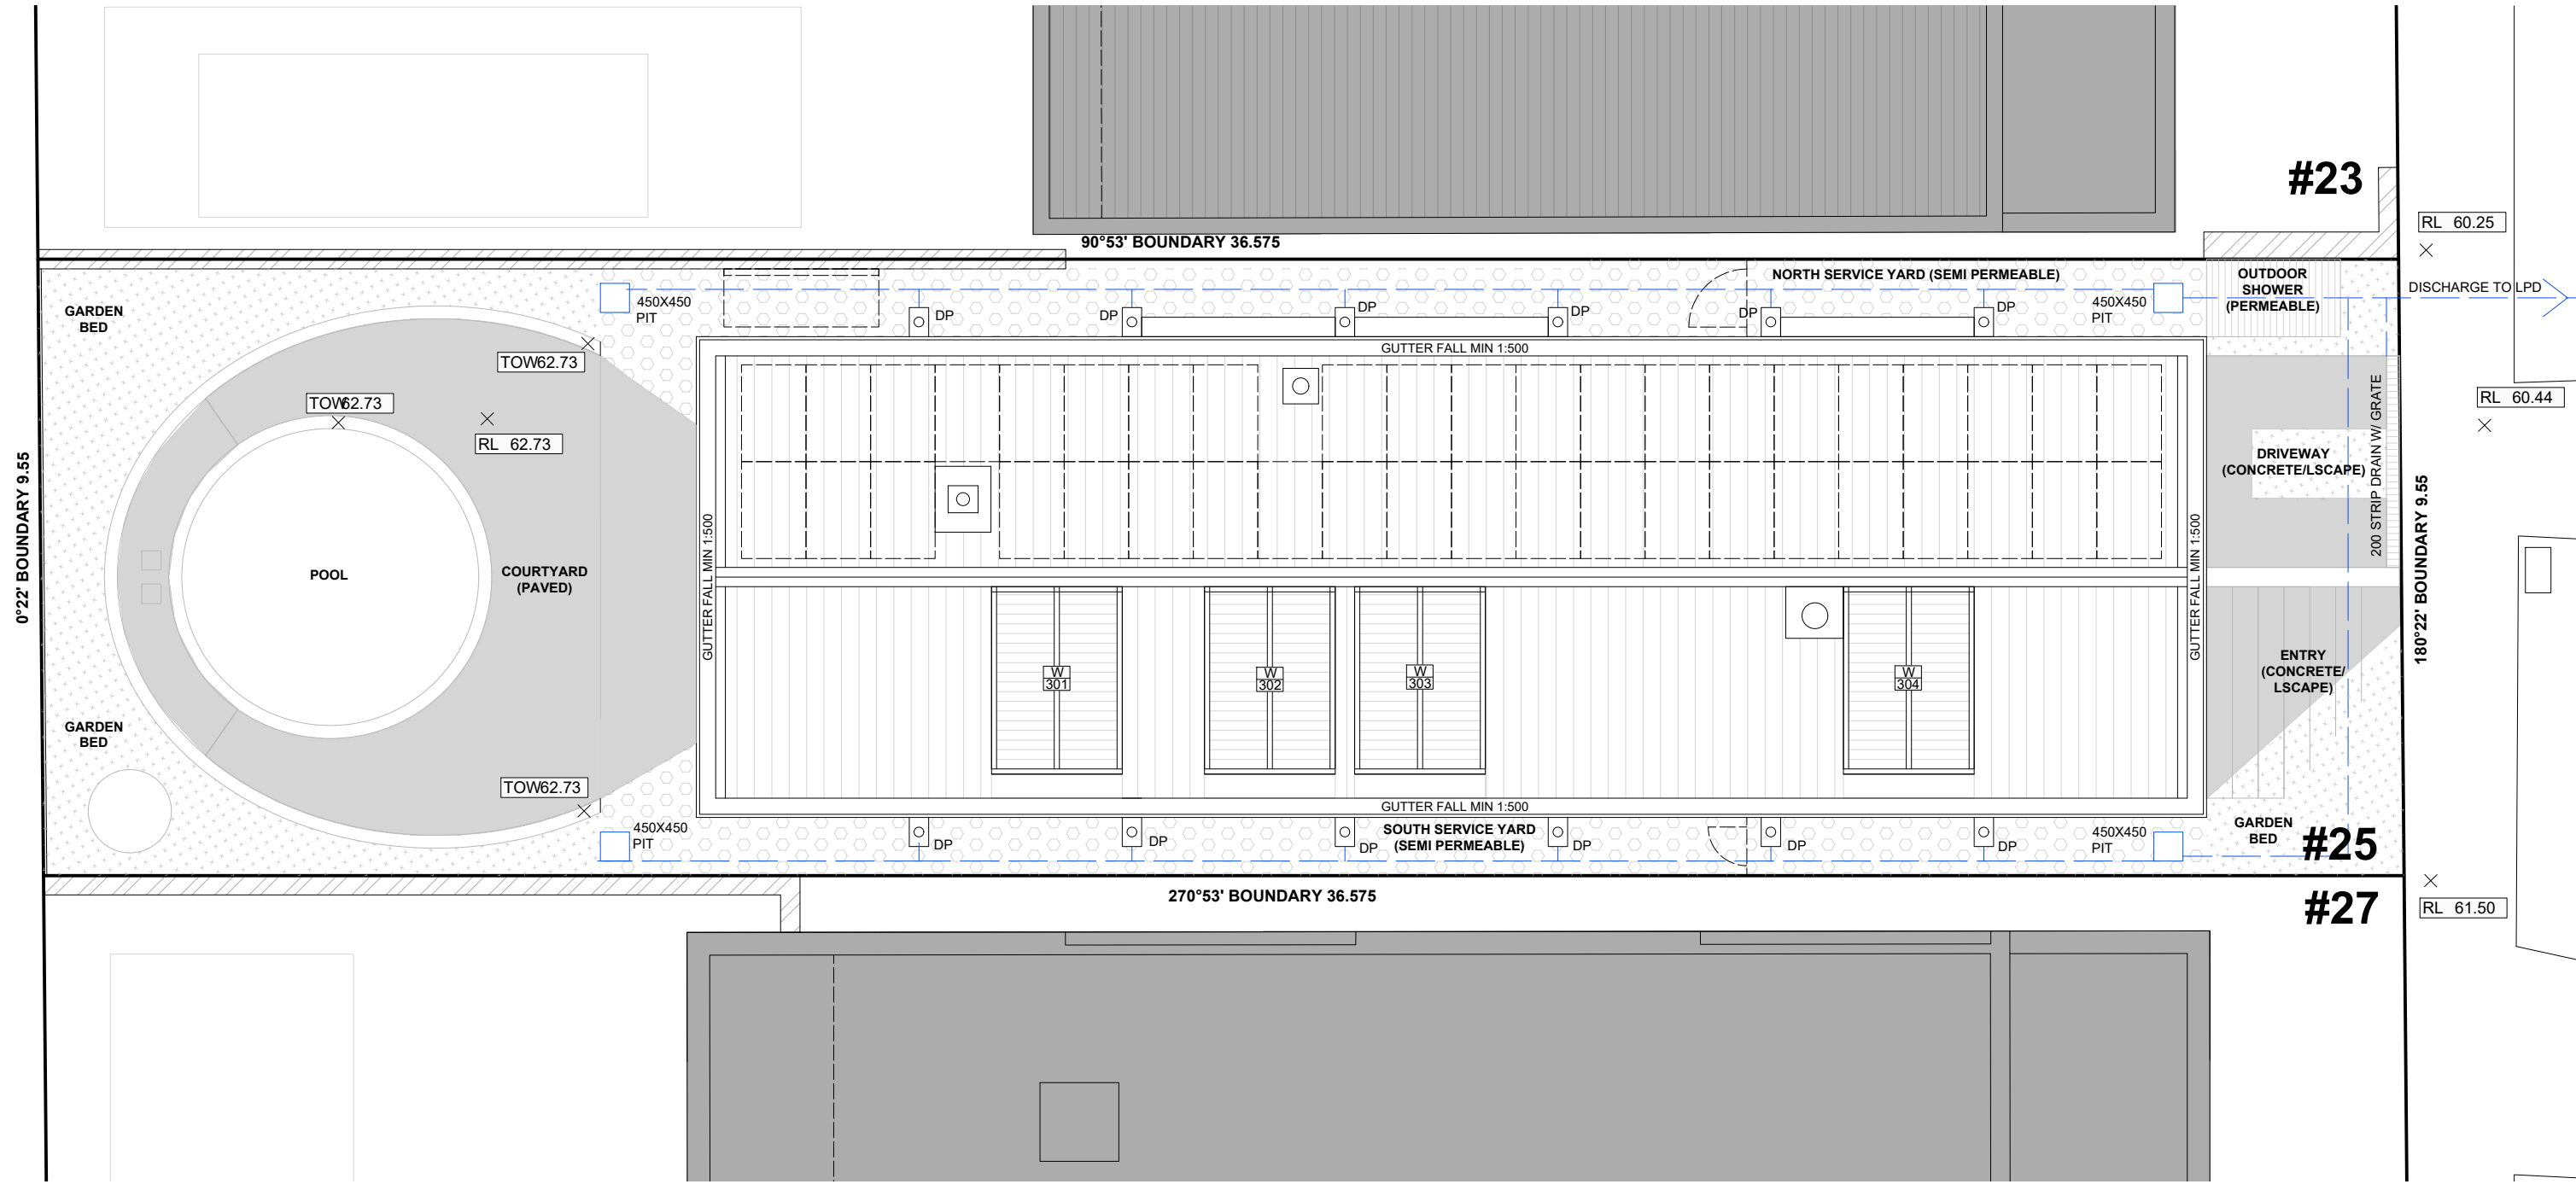 #23
RL 60.25
90°53' BOUNDARY 36.575
NORTH SERVICE YARD (SEMI PERMEABLE)
OUTDOOR
SHOWER
(PERMEABLE)
DISCHARGE TO LPD
GARDEN
BED
450X450
PIT
DP
DP
DP
DP
DP
DP
450X450
PIT
GUTTER FALL MIN 1:500
TOW62.73
TOW62.73
RL 62.73
RL 60.44
200 STRIP DRAIN W/ GRATE
DRIVEWAY
(CONCRETE/LSCAPE)
0°22' BOUNDARY 9.55
POOL
COURTYARD
(PAVED)
GUTTER FALL MIN 1:500
GUTTER FALL MIN 1:500
180°22' BOUNDARY 9.55
W
301
W
302
W
303
W
304
ENTRY
(CONCRETE/
LSCAPE)
GARDEN
BED
TOW62.73
GUTTER FALL MIN 1:500
450X450
PIT
DP
DP
DP
SOUTH SERVICE YARD
(SEMI PERMEABLE)
DP
DP
DP
450X450
PIT
GARDEN
BED
#25
270°53' BOUNDARY 36.575
#27
RL 61.50